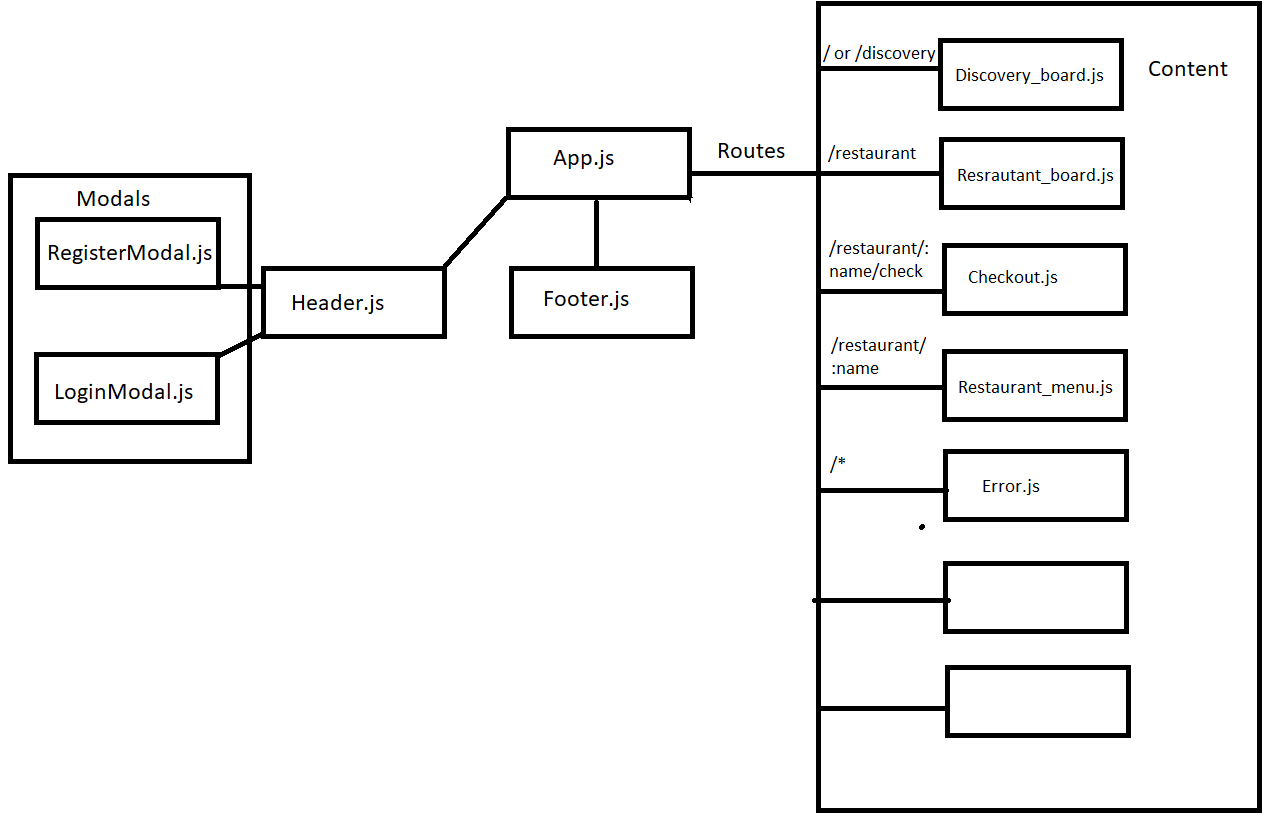 Modals
RegisterModal.js
LoginModal.js
Header.js
App.js
Footer.js
Routes
Content
/ or /discovery
Discovery_board.js
/restaurant
Resrautant_board.js
/restaurant/:
name/check
Checkout.js
/restaurant/
:name
Restaurant_menu.js
/*
Error.js